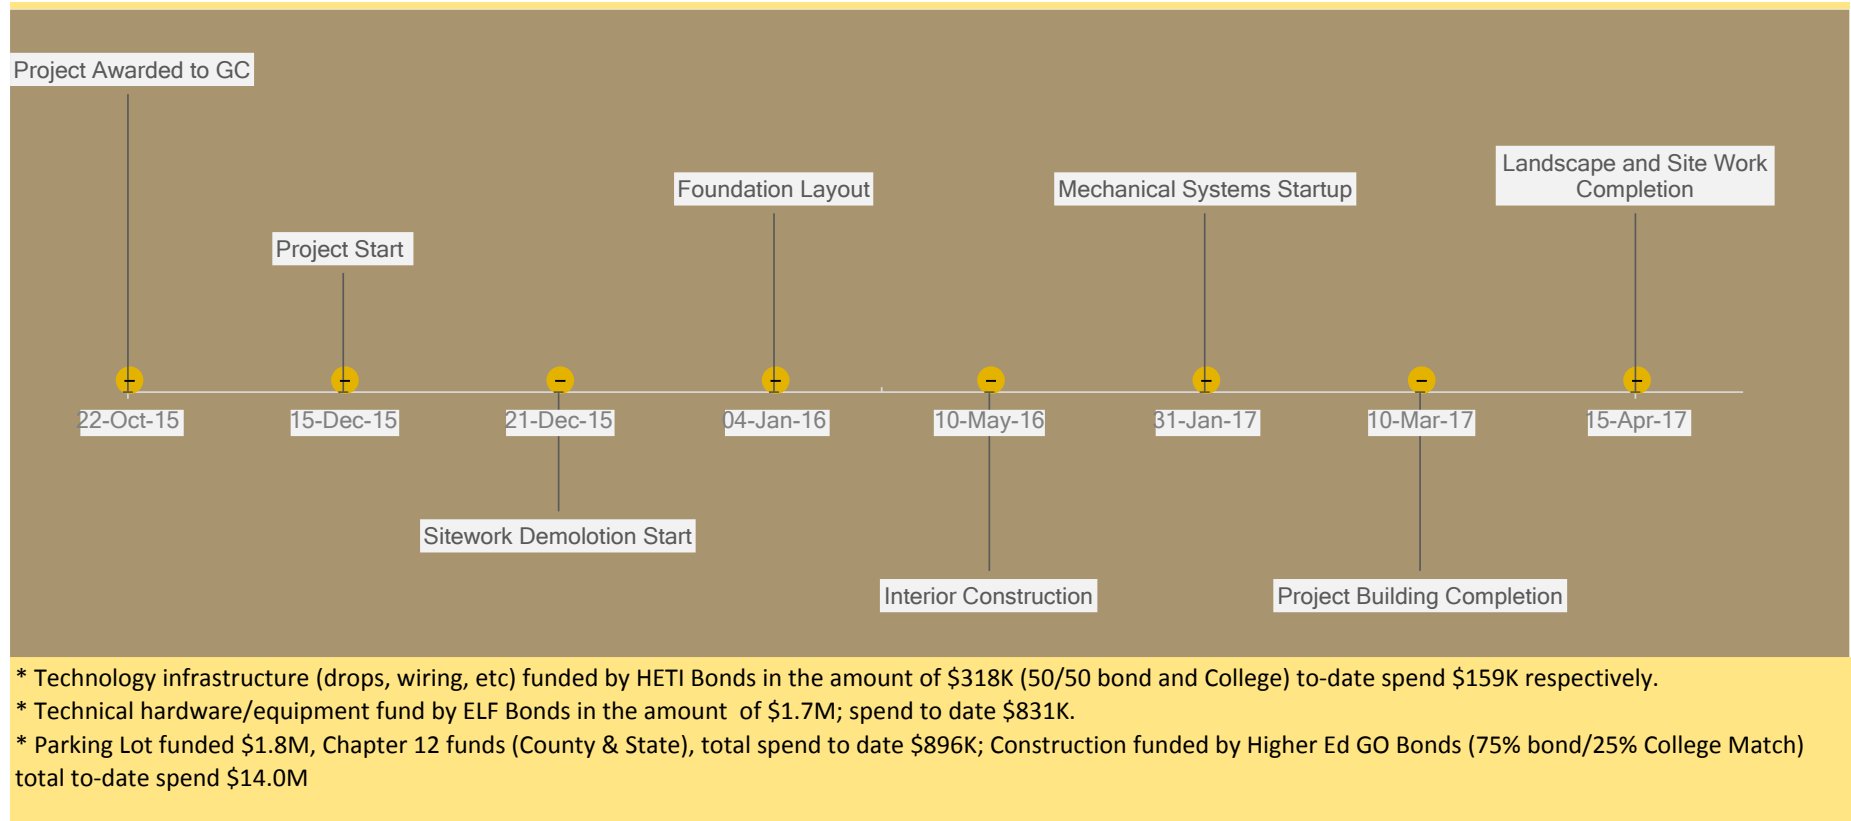 Project Awarded to GC
Landscape and Site Work
Completion
Foundation Layout
Mechanical Systems Startup
Project Start
22-Oct-15
15-Dec-15
21-Dec-15
04-Jan-16
10-May-16
31-Jan-17
10-Mar-17
15-Apr-17
Sitework Demolotion Start
Interior Construction
Project Building Completion
* Technology infrastructure (drops, wiring, etc) funded by HETI Bonds in the amount of $318K (50/50 bond and College) to-date spend $159K respectively.
* Technical hardware/equipment fund by ELF Bonds in the amount  of $1.7M; spend to date $831K.
* Parking Lot funded $1.8M, Chapter 12 funds (County & State), total spend to date $896K; Construction funded by Higher Ed GO Bonds (75% bond/25% College Match)
total to-date spend $14.0M